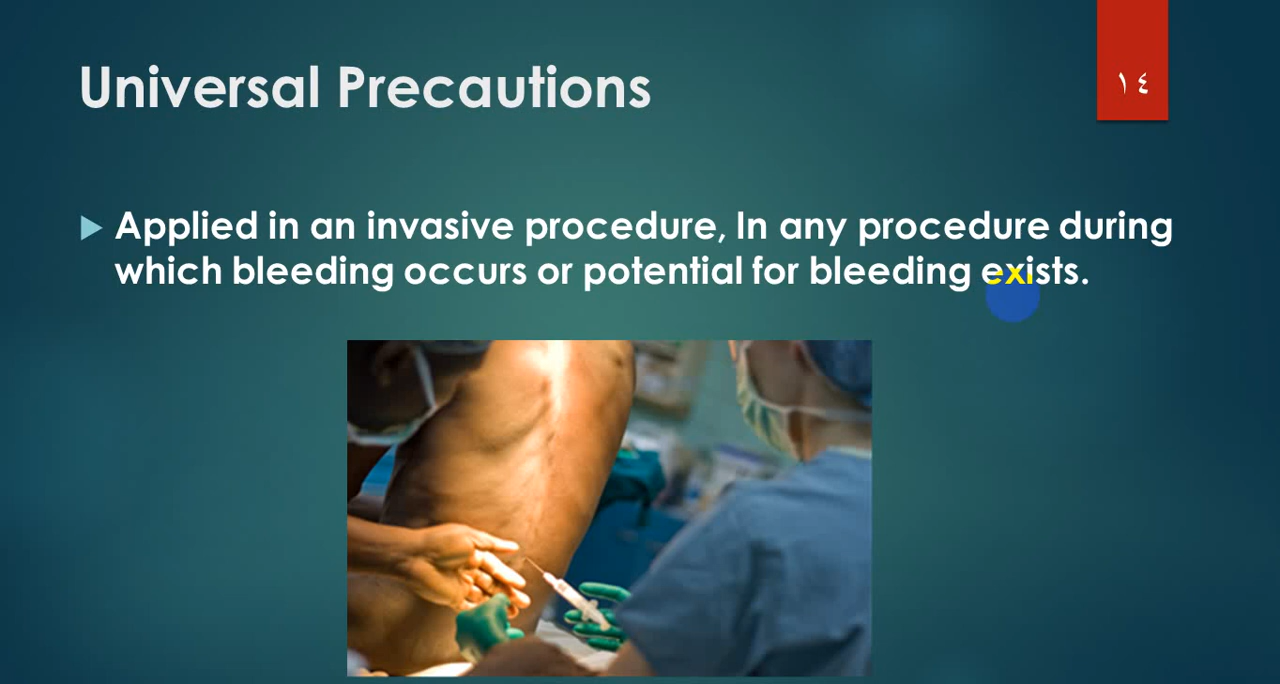 Universal Precautions
١٤
Applied in an invasive procedure, In any procedure during
which bleeding occurs or potential for bleeding exists.